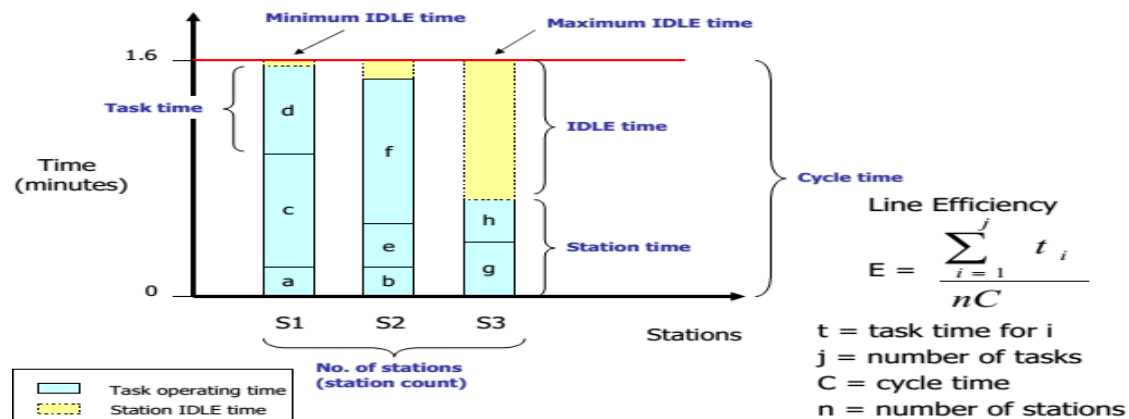 Minimum IDLE time
Maximum IDLE time
1.6
Task time
d
IDLE time
f
Time
(minutes)
Cycle time
Line Efficiency
c
h
Station time
e
g
a
b
0
E = j ∑ i = 1 t i / nC
S1 S2 S3
Stations
t = task time for i
No. of stations
(station count)
j = number of tasks
C = cycle time
n = number of stations
Task operating time
Station IDLE time